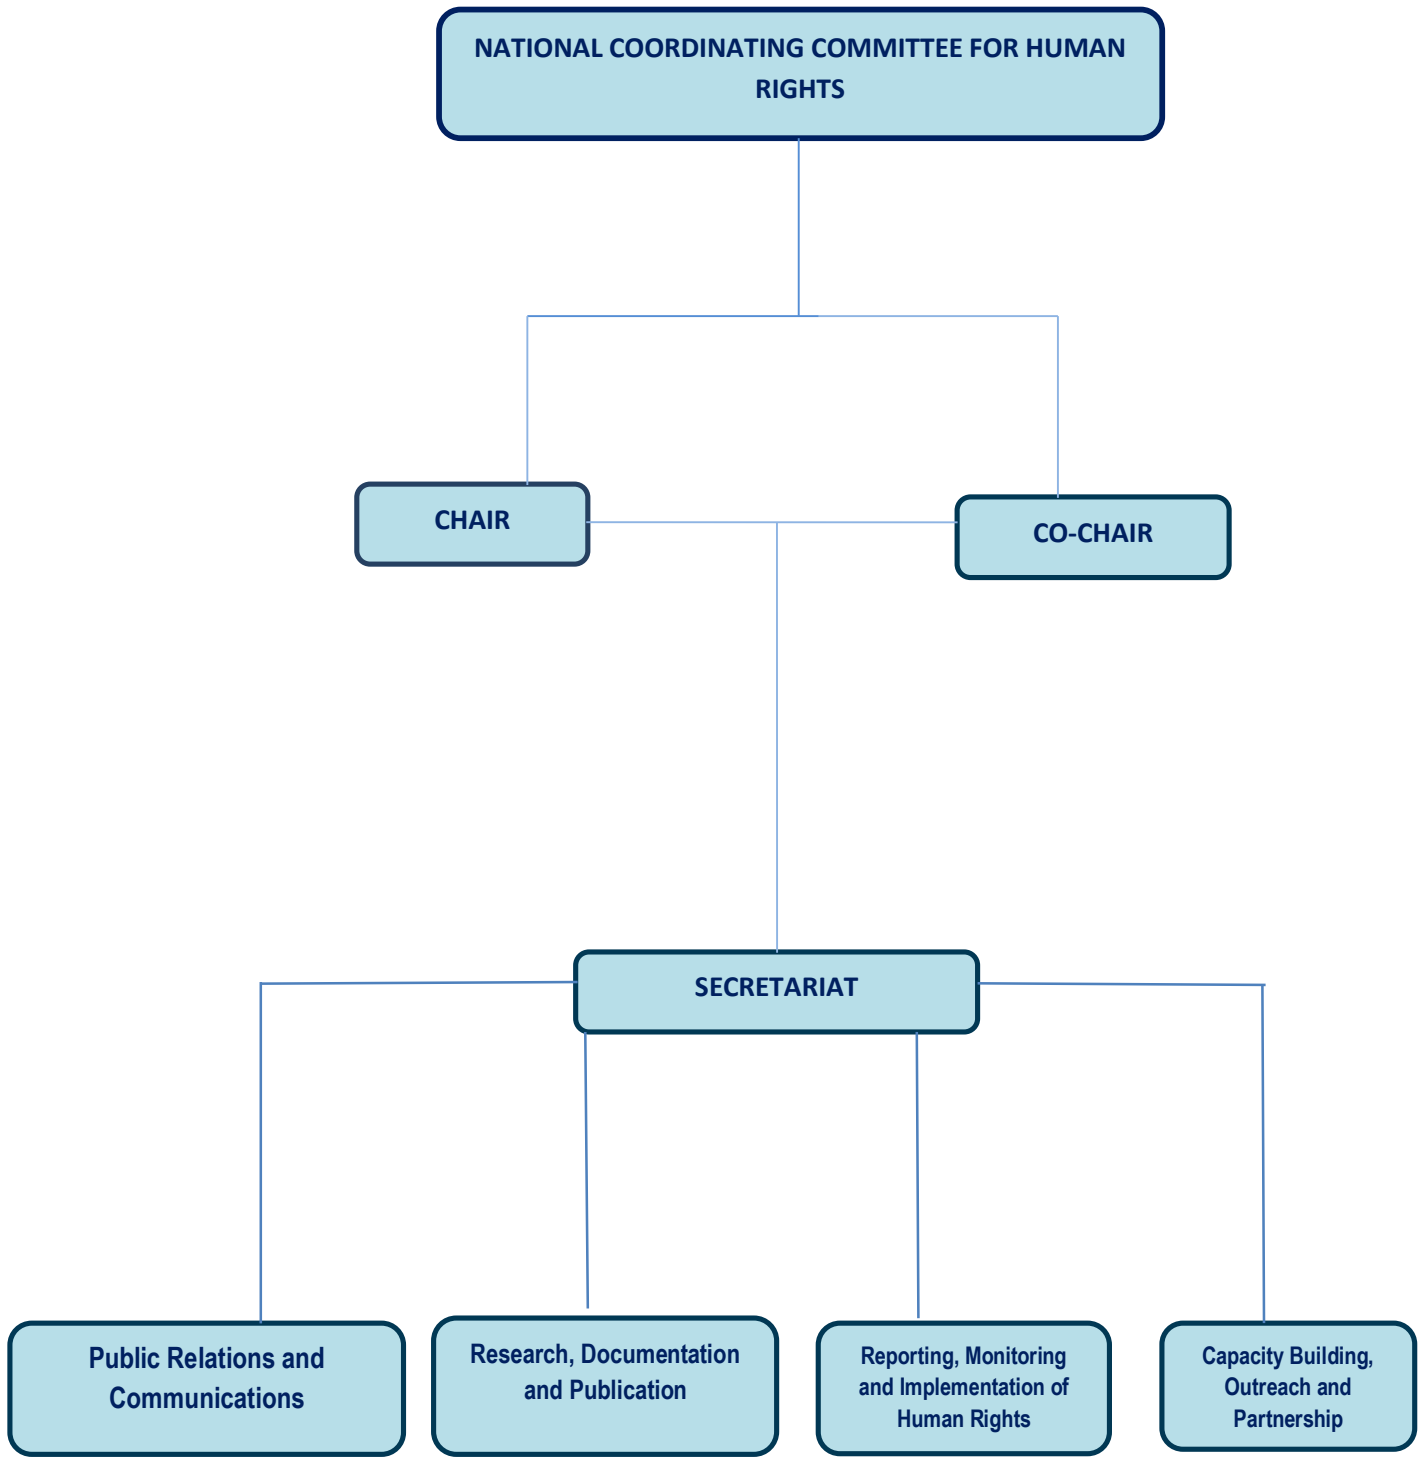 NATIONAL COORDINATING COMMITTEE FOR HUMAN
RIGHTS
CHAIR
CO-CHAIR
SECRETARIAT
Public Relations and
Communications
Research, Documentation
and Publication
Reporting, Monitoring
and Implementation of
Human Rights
Capacity Building,
Outreach and
Partnership